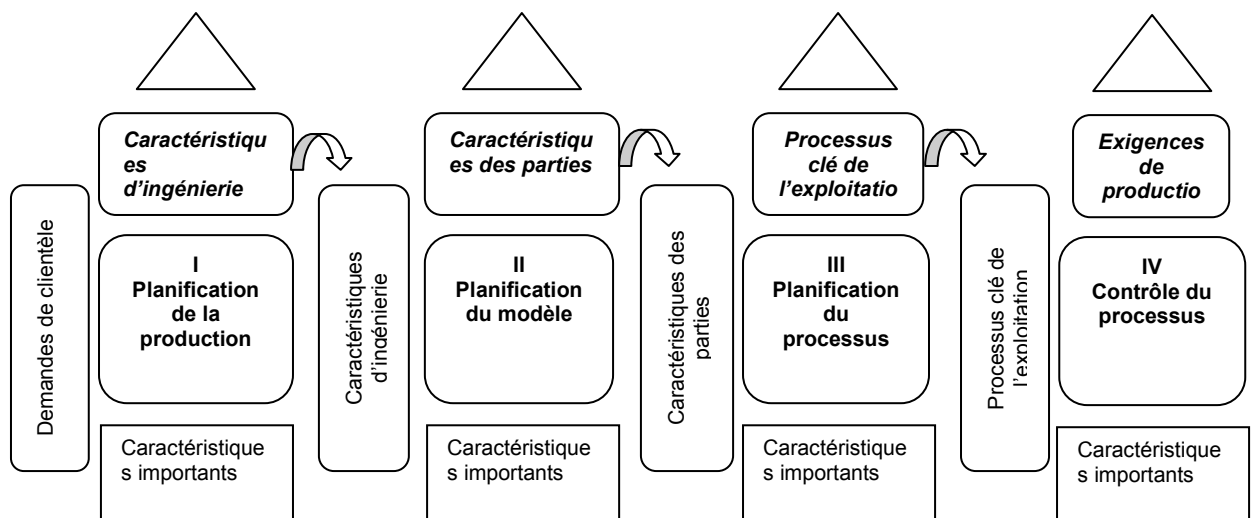 Caractéristiqu
es
d'ingénierie
Caractéristiqu
es des parties
Processus
clé de
l'exploitatio
Exigences
de
productio
Demandes de clientèle
I
Planification
de la
production
Caractéristiques
d'ingénierie
II
Planification
du modèle
Caractéristiques des
parties
III
Planification
du
processus
Processus clé de
l'exploitation
IV
Contrôle du
processus
Caractéristique
s importants
Caractéristique
s importants
Caractéristique
s importants
Caractéristique
s importants